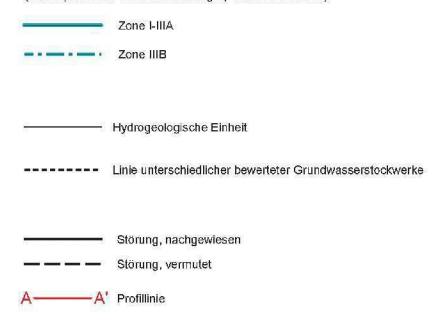 Zone I-IIIA
Zone IIIB
Hydrogeologische Einheit
Linie unterschiedlicher bewerteter Grundwasserstockwerke
Störung, nachgewiesen
Störung, vermutet
A A' Profillinie